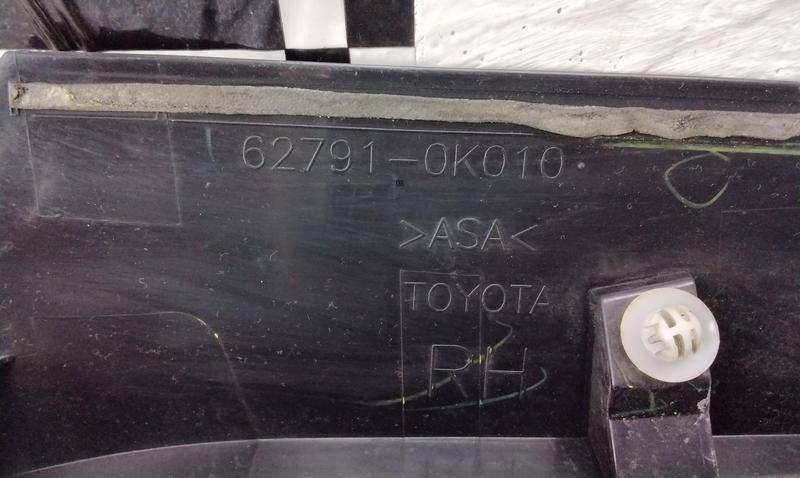 62791-0K010
>ASA<
TOYOTA
RH